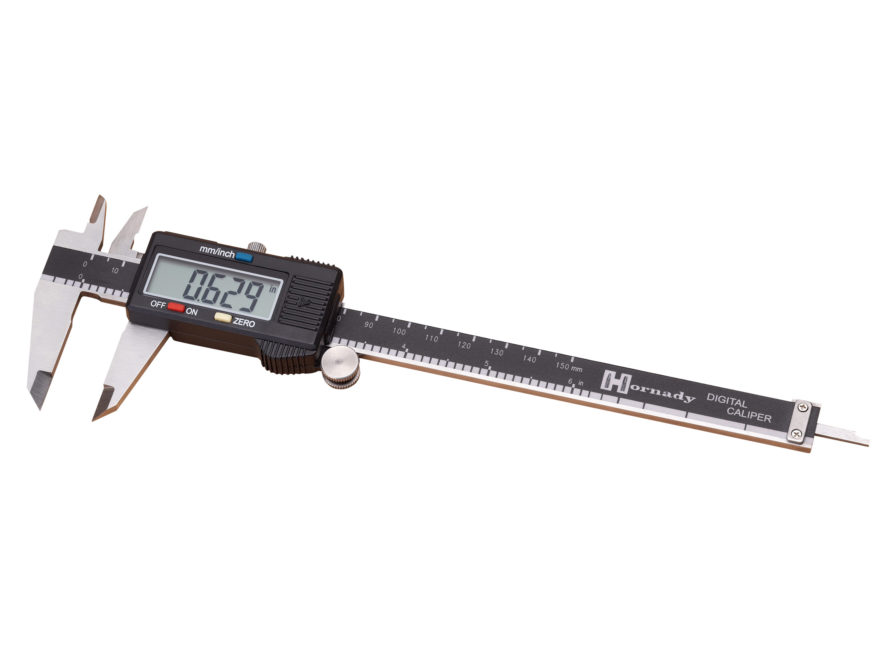 mm/inch
0.629 in
OFF ON
ZERO
0 10
0
90 100 110 120 130 140 150 mm
4 5 6 in
Hornady
DIGITAL
CALIPER